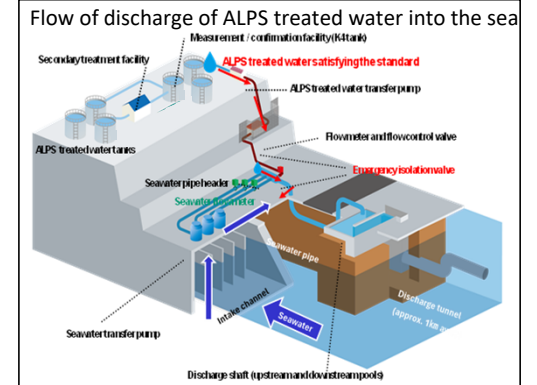 Flow of discharge of ALPS treated water into the sea
Measurement / confirmation facility (K4 tank)
Secondary treatment facility
ALPS treated water satisfying the standard
ALPS treated water transfer pump
ALPS treated water tanks
Flowmeter and flow control valve
Emergency isolation valve
Seawater pipe header
Seawater flowmeter
Seawater pipe
Intake channel
Seawater
Discharge tunnel
(approx. 1km
Seawater transfer pump
Discharge shaft (upstream and downstream pools)